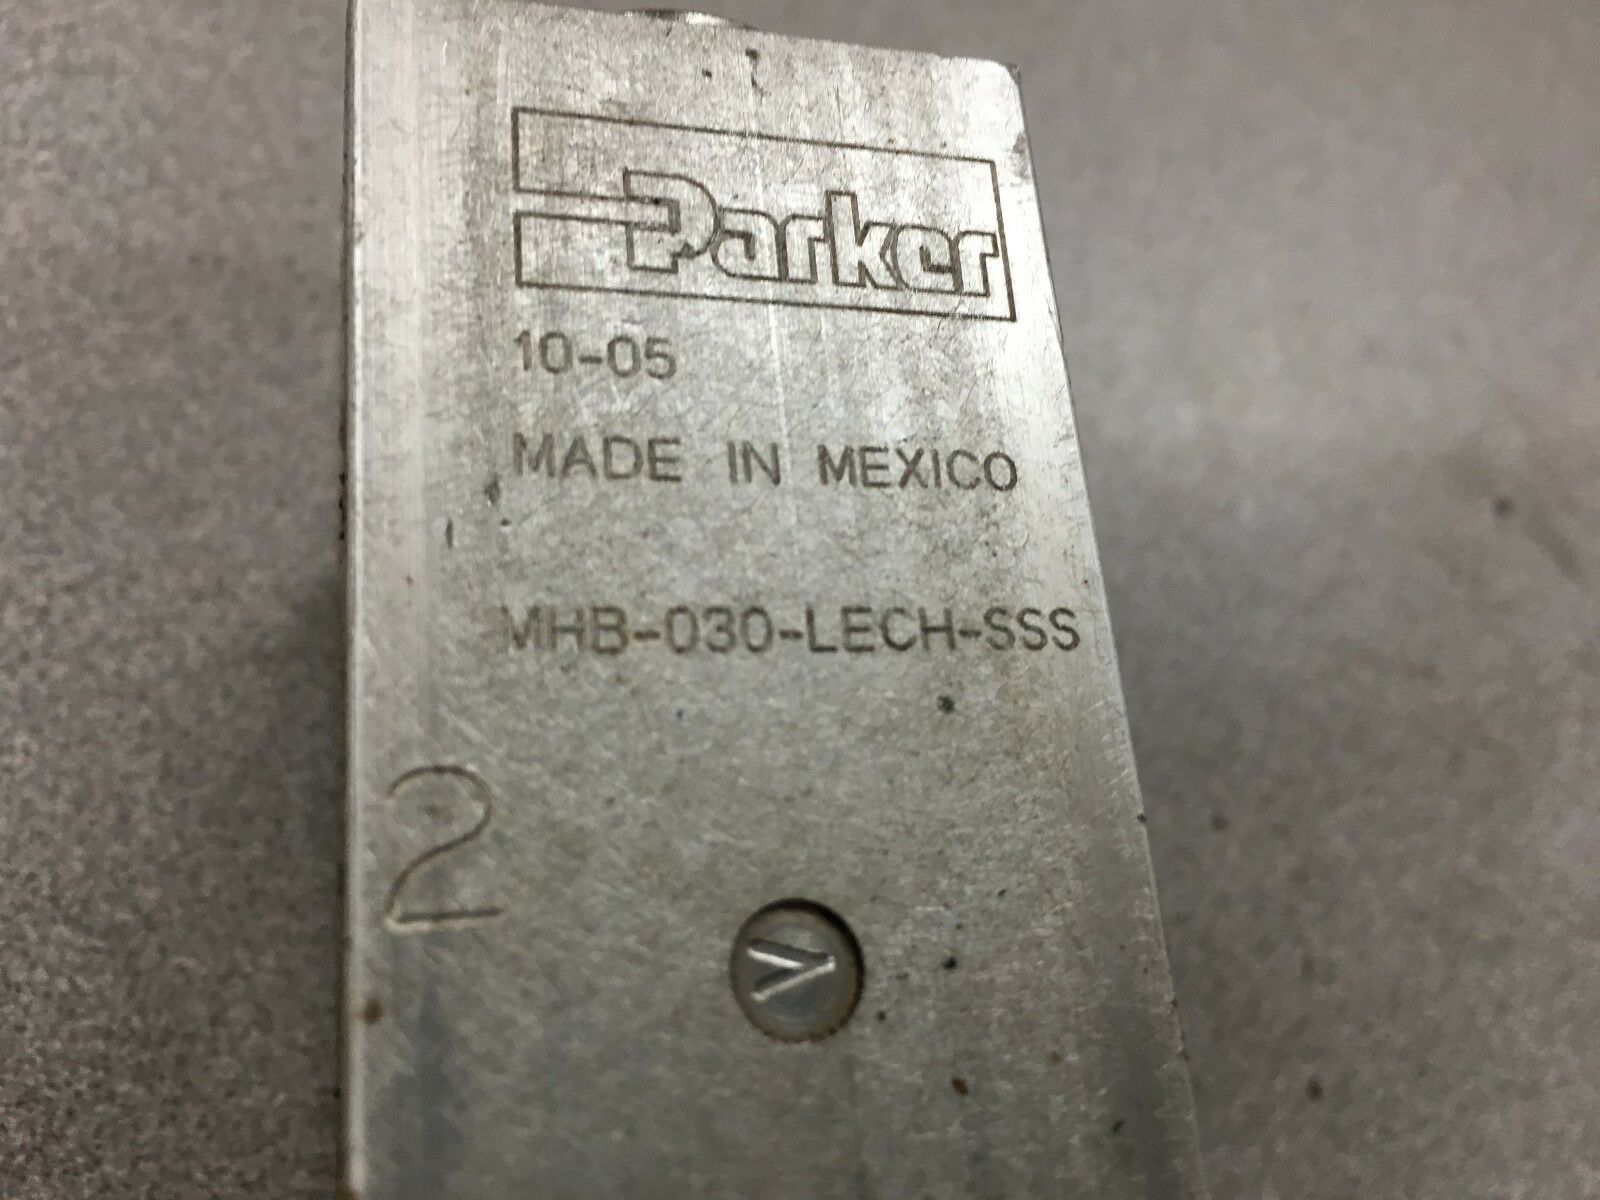 Parker
10-05
MADE IN MEXICO
MHB-030-LECH-SSS
2
V